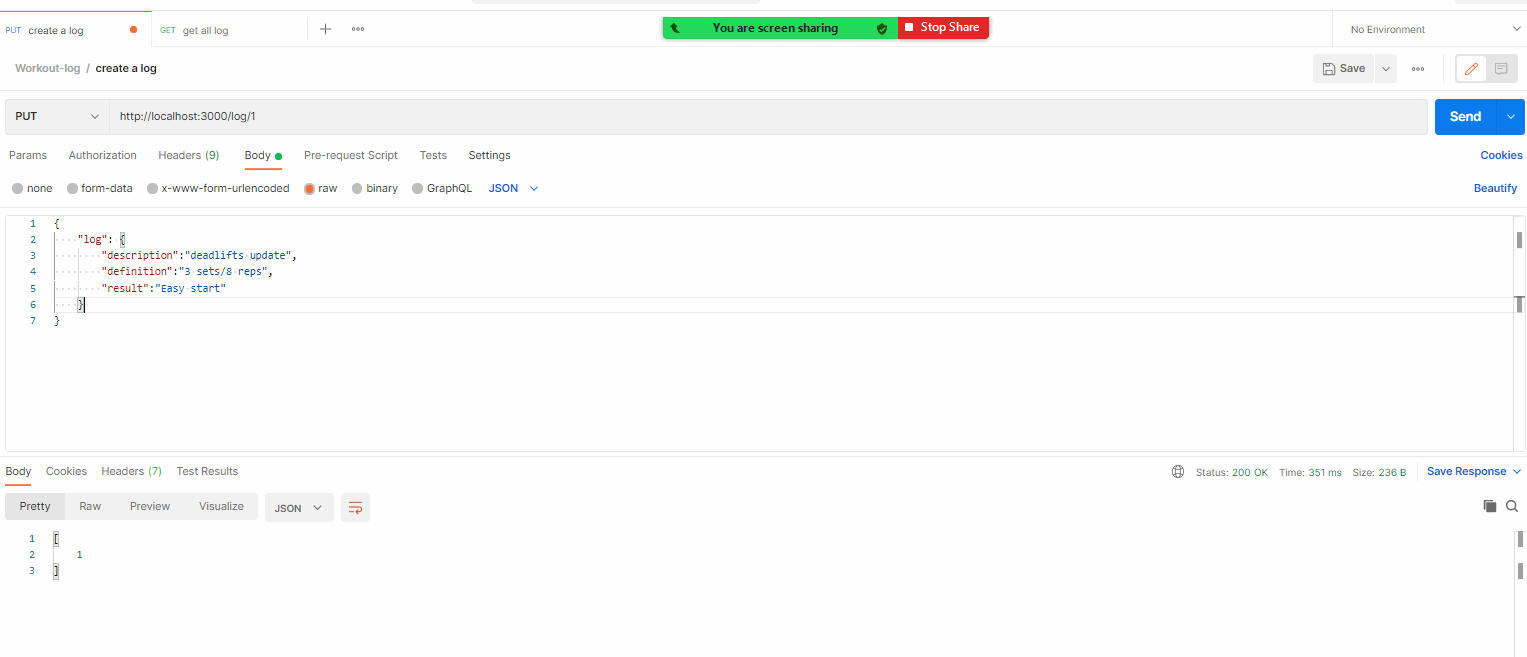 PUT create a log GET get all log You are screen sharing Stop Share No Environment
Workout-log / create a log Save
PUT http://localhost:3000/log/1 Send
Params Authorization Headers (9) Body Pre-request Script Tests Settings Cookies
none form-data x-www-form-urlencoded raw binary GraphQL JSON Beautify
1 {
2 "log": {
3 "description":"deadlifts update",
4 "definition":"3 sets/8 reps",
5 "result":"Easy start"
6 }
7 }
Body Cookies Headers (7) Test Results Status: 200 OK Time: 351 ms Size: 236 B Save Response
Pretty Raw Preview Visualize JSON
1 [
2 1
3 ]